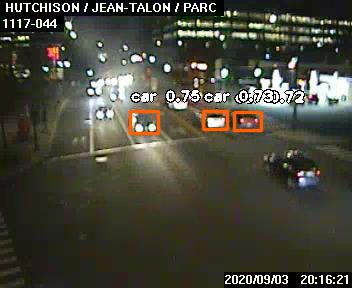 HUTCHISON / JEAN-TALON / PARC
1117-044
car 0.75 car 0.73 0.72
2020/09/03 20:16:21